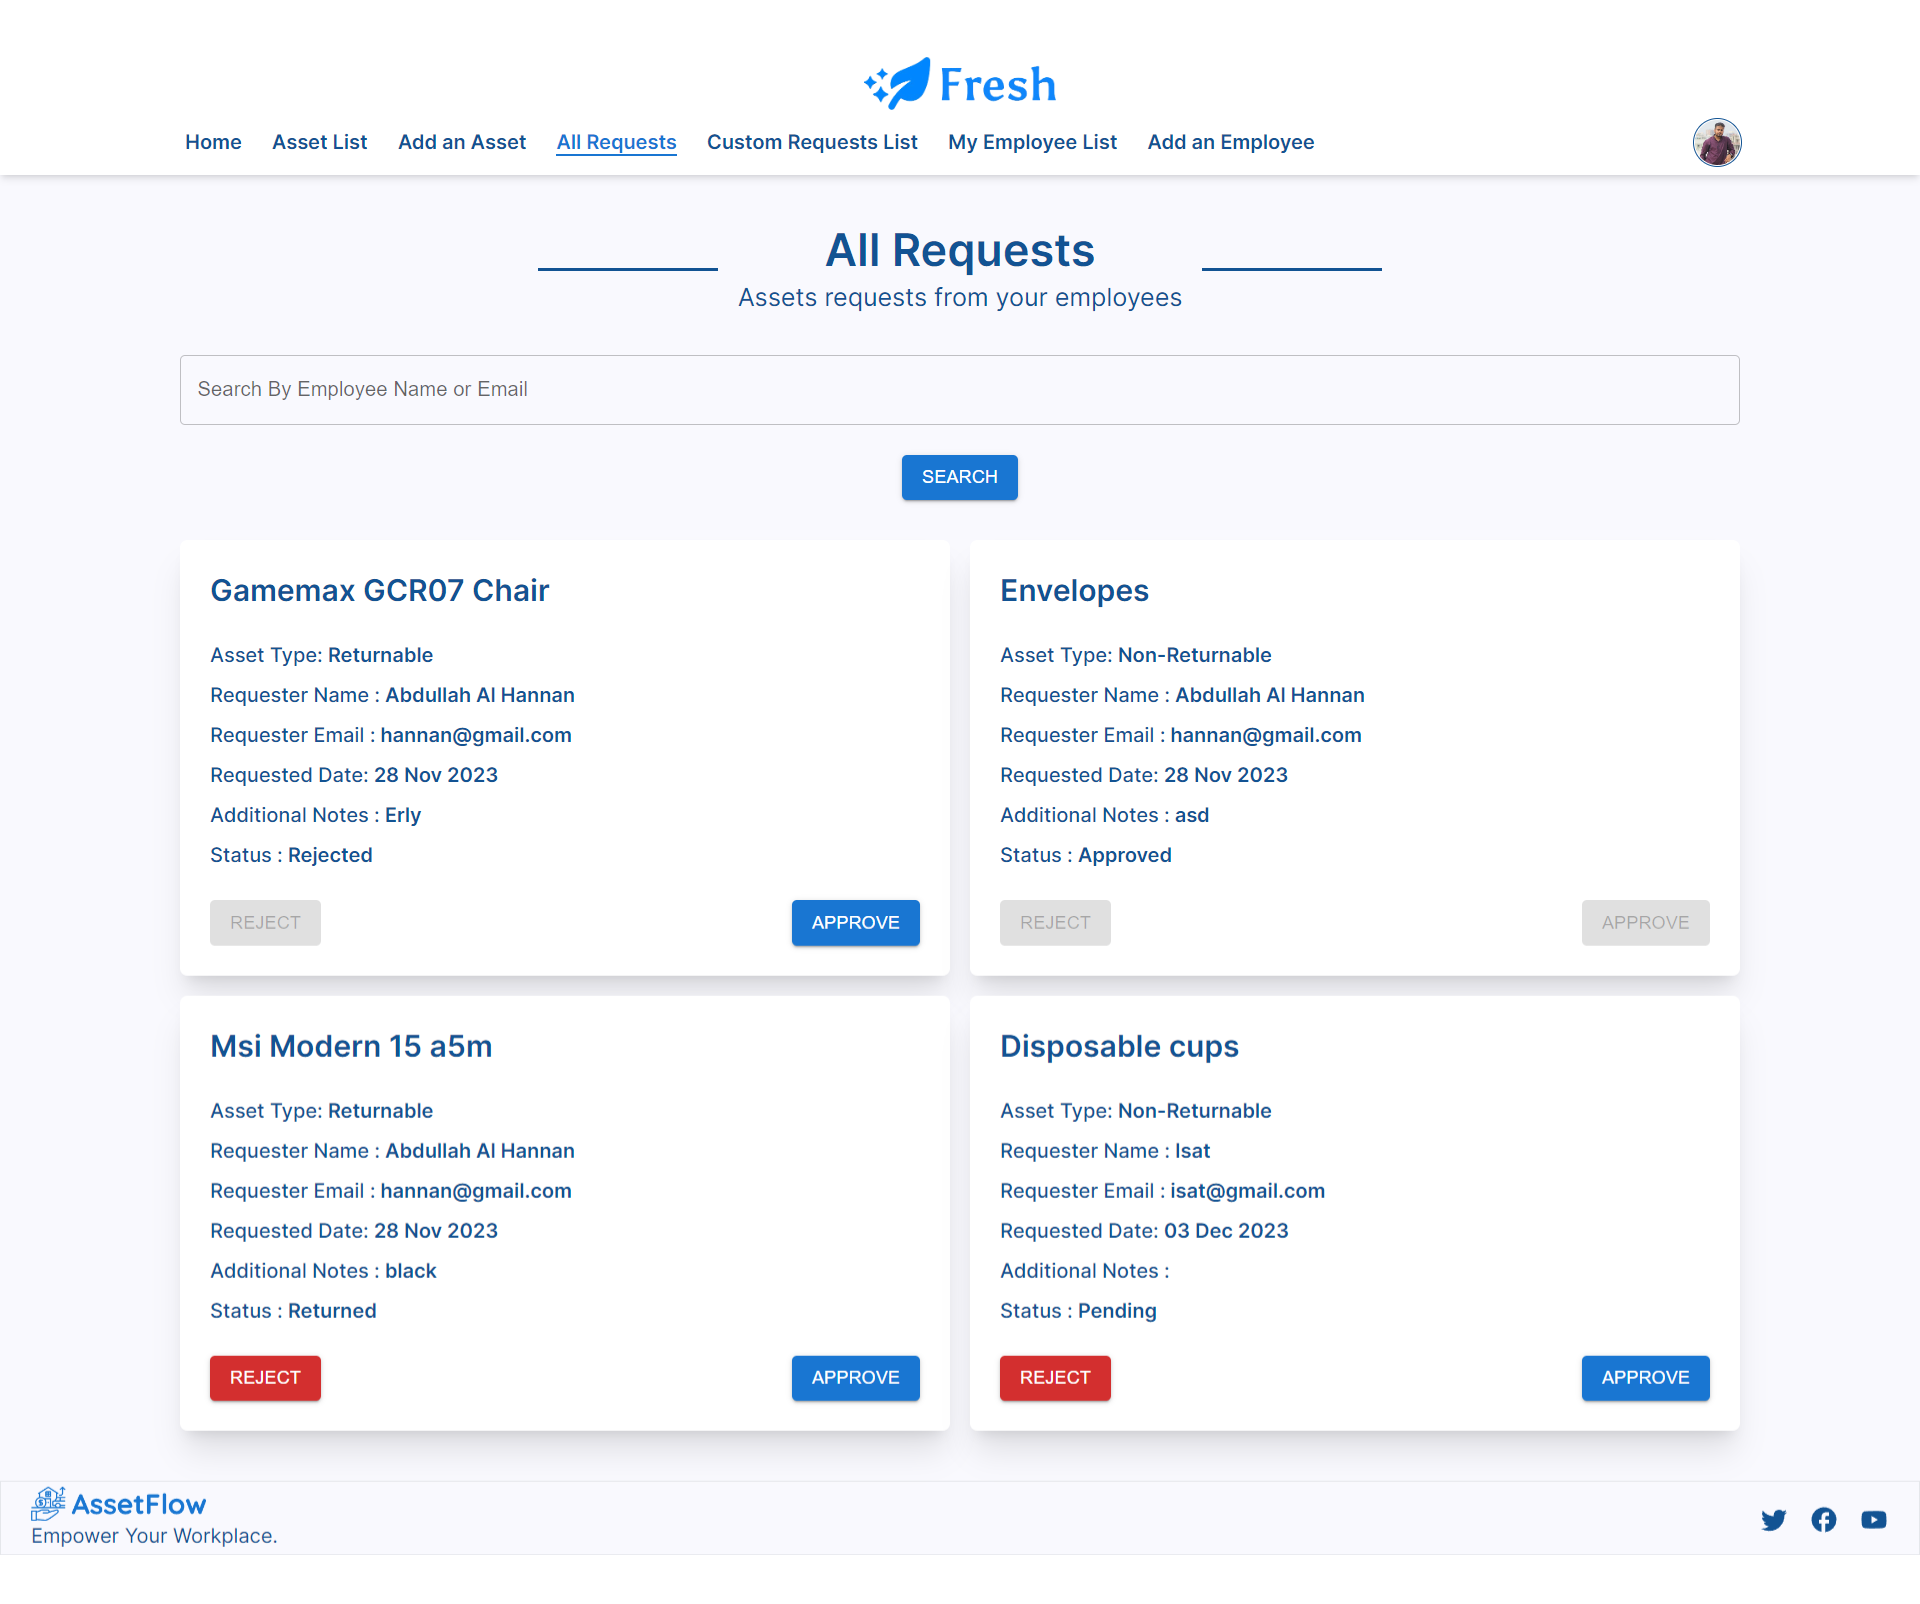 Fresh
Home Asset List Add an Asset All Requests Custom Requests List My Employee List Add an Employee
All Requests
Assets requests from your employees
Search By Employee Name or Email
SEARCH
Gamemax GCR07 Chair
Asset Type: Returnable
Requester Name : Abdullah Al Hannan
Requester Email : hannan@gmail.com
Requested Date: 28 Nov 2023
Additional Notes : Erly
Status : Rejected
REJECT APPROVE
Envelopes
Asset Type: Non-Returnable
Requester Name : Abdullah Al Hannan
Requester Email : hannan@gmail.com
Requested Date: 28 Nov 2023
Additional Notes : asd
Status : Approved
REJECT APPROVE
Msi Modern 15 a5m
Asset Type: Returnable
Requester Name : Abdullah Al Hannan
Requester Email : hannan@gmail.com
Requested Date: 28 Nov 2023
Additional Notes : black
Status : Returned
REJECT APPROVE
Disposable cups
Asset Type: Non-Returnable
Requester Name : Isat
Requester Email : isat@gmail.com
Requested Date: 03 Dec 2023
Additional Notes :
Status : Pending
REJECT APPROVE
AssetFlow
Empower Your Workplace.